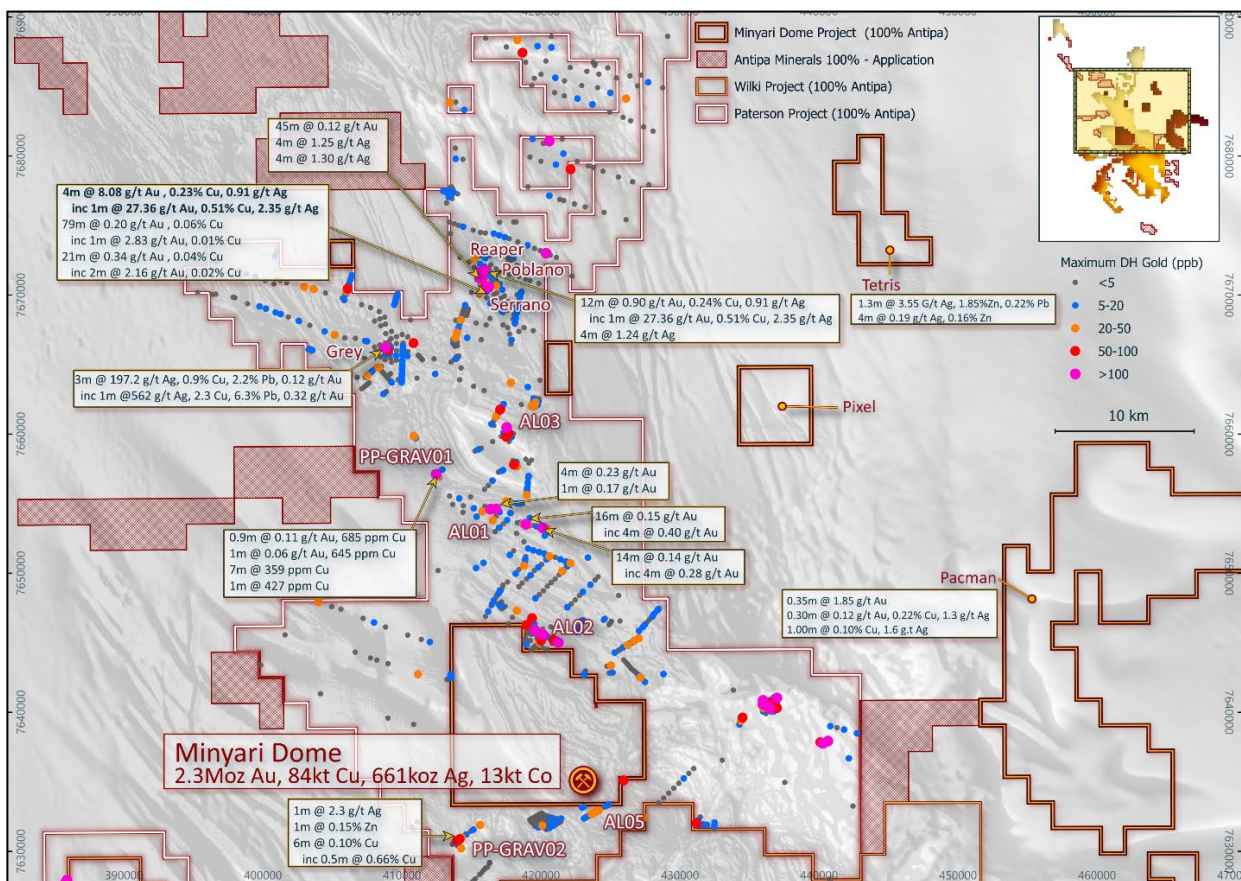 390000
400000
410000
420000
430000
440000
450000
460000
7690
7680000
7670000
7660000
7650000
7640000
7630000
Minyari Dome Project (100% Antipa)
Antipa Minerals 100% - Application
Wilki Project (100% Antipa)
Paterson Project (100% Antipa)
Maximum DH Gold (ppb)
<5
5-20
20-50
50-100
>100
10 km
45m @ 0.12 g/t Au
4m @ 1.25 g/t Ag
4m @ 1.30 g/t Ag
4m @ 8.08 g/t Au , 0.23% Cu, 0.91 g/t Ag
inc 1m @ 27.36 g/t Au, 0.51% Cu, 2.35 g/t Ag
79m @ 0.20 g/t Au , 0.06% Cu
inc 1m @ 2.83 g/t Au, 0.01% Cu
21m @ 0.34 g/t Au, 0.04% Cu
inc 2m @ 2.16 g/t Au, 0.02% Cu
Reaper
Poblano
Serrano
12m @ 0.90 g/t Au, 0.24% Cu, 0.91 g/t Ag
inc 1m @ 27.36 g/t Au, 0.51% Cu, 2.35 g/t Ag
4m @ 1.24 g/t Ag
Tetris
1.3m @ 3.55 G/t Ag, 1.85%Zn, 0.22% Pb
4m @ 0.19 g/t Ag, 0.16% Zn
Grey
3m @ 197.2 g/t Ag, 0.9% Cu, 2.2% Pb, 0.12 g/t Au
inc 1m @562 g/t Ag, 2.3 Cu, 6.3% Pb, 0.32 g/t Au
Pixel
AL03
PP-GRAV01
4m @ 0.23 g/t Au
1m @ 0.17 g/t Au
AL01
16m @ 0.15 g/t Au
inc 4m @ 0.40 g/t Au
0.9m @ 0.11 g/t Au, 685 ppm Cu
1m @ 0.06 g/t Au, 645 ppm Cu
7m @ 359 ppm Cu
1m @ 427 ppm Cu
14m @ 0.14 g/t Au
inc 4m @ 0.28 g/t Au
Pacman
0.35m @ 1.85 g/t Au
0.30m @ 0.12 g/t Au, 0.22% Cu, 1.3 g/t Ag
1.00m @ 0.10% Cu, 1.6 g.t Ag
AL02
Minyari Dome
2.3Moz Au, 84kt Cu, 661koz Ag, 13kt Co
1m @ 2.3 g/t Ag
1m @ 0.15% Zn
6m @ 0.10% Cu
inc 0.5m @ 0.66% Cu
AL05
PP-GRAV02
7680000
7670000
7660000
7650000
7640000
7630000
390000
400000
410000
420000
430000
440000
450000
460000